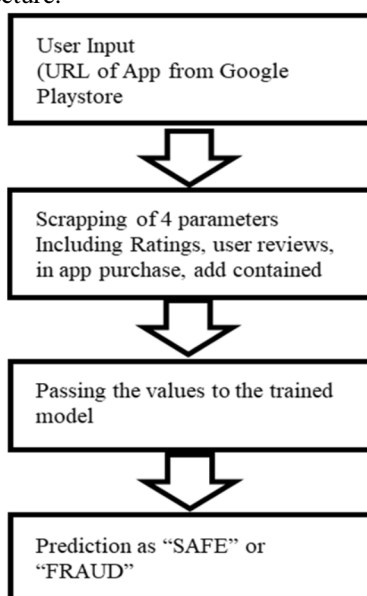 User Input
(URL of App from Google
Playstore
Scrapping of 4 parameters
Including Ratings, user reviews,
in app purchase, add contained
Passing the values to the trained
model
Prediction as “SAFE” or
“FRAUD”